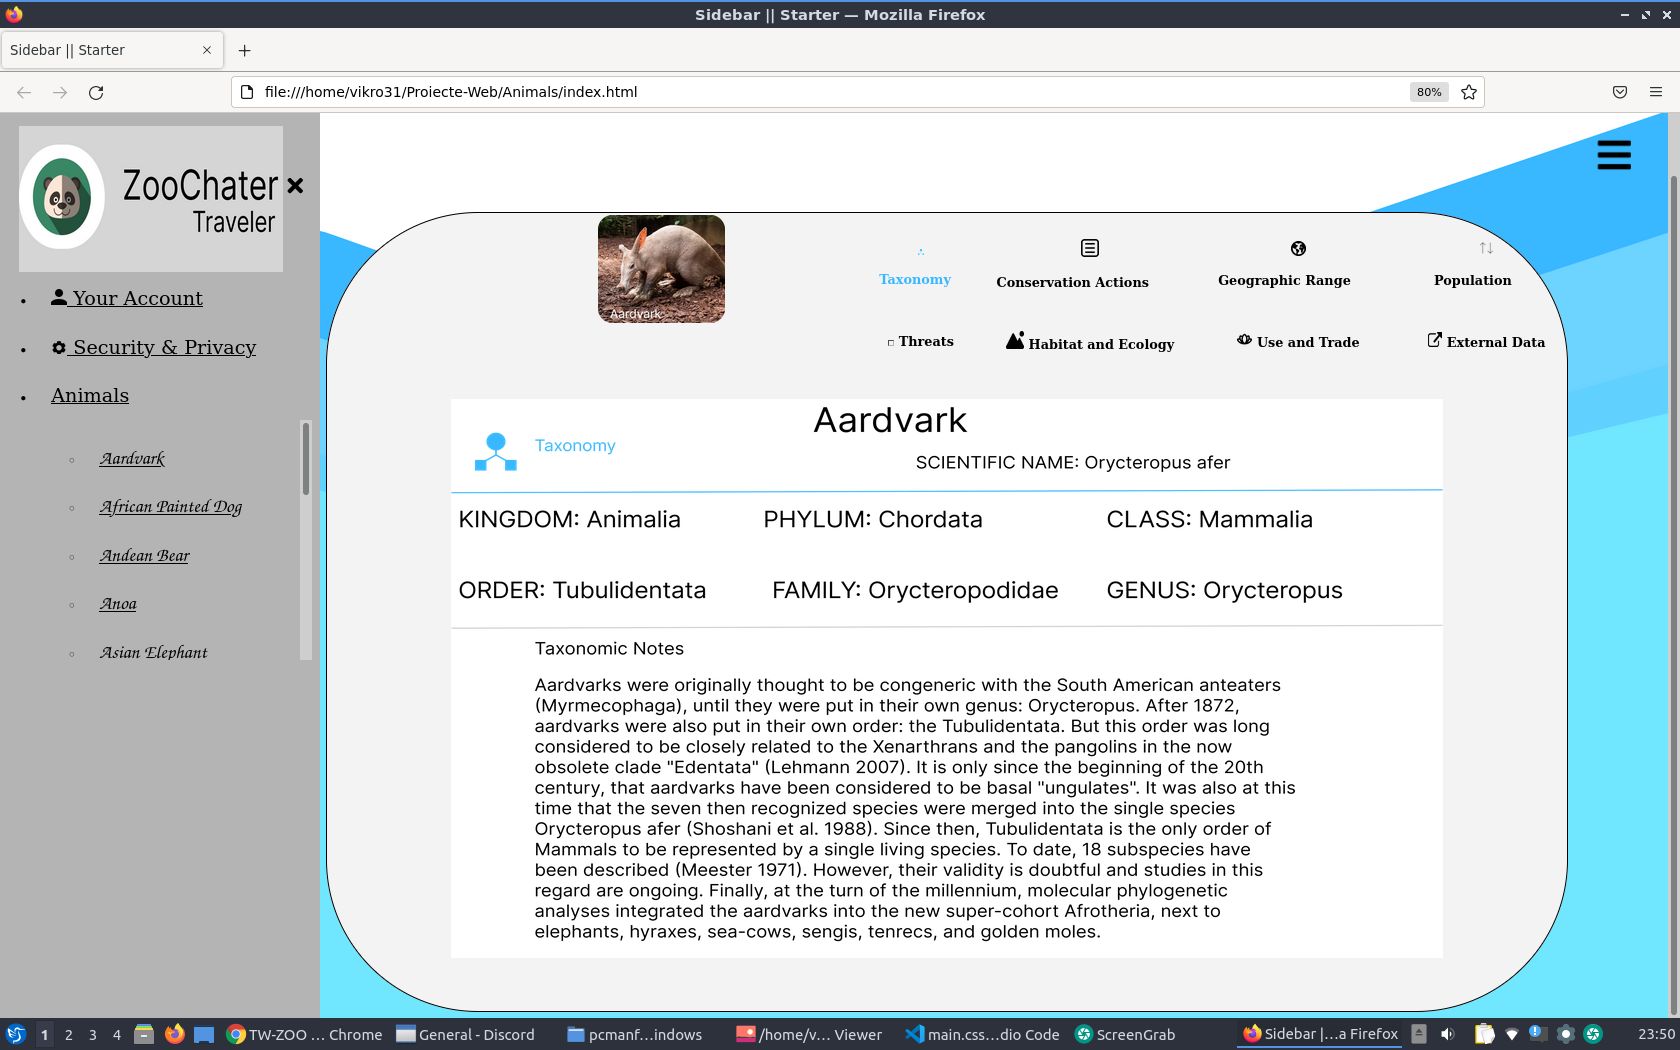 Sidebar || Starter — Mozilla Firefox
Sidebar || Starter
file:///home/vikro31/Proiecte-Web/Animals/index.html
80%
ZooChater
Traveler
Your Account
Security & Privacy
Animals
Aardvark
African Painted Dog
Andean Bear
Anoa
Asian Elephant
Aardvark
Taxonomy
Conservation Actions
Geographic Range
Population
Threats
Habitat and Ecology
Use and Trade
External Data
Aardvark
Taxonomy
SCIENTIFIC NAME: Orycteropus afer
KINGDOM: Animalia
PHYLUM: Chordata
CLASS: Mammalia
ORDER: Tubulidentata
FAMILY: Orycteropodidae
GENUS: Orycteropus
Taxonomic Notes
Aardvarks were originally thought to be congeneric with the South American anteaters
(Myrmecophaga), until they were put in their own genus: Orycteropus. After 1872,
aardvarks were also put in their own order: the Tubulidentata. But this order was long
considered to be closely related to the Xenarthrans and the pangolins in the now
obsolete clade "Edentata" (Lehmann 2007). It is only since the beginning of the 20th
century, that aardvarks have been considered to be basal "ungulates". It was also at this
time that the seven then recognized species were merged into the single species
Orycteropus afer (Shoshani et al. 1988). Since then, Tubulidentata is the only order of
Mammals to be represented by a single living species. To date, 18 subspecies have
been described (Meester 1971). However, their validity is doubtful and studies in this
regard are ongoing. Finally, at the turn of the millennium, molecular phylogenetic
analyses integrated the aardvarks into the new super-cohort Afrotheria, next to
elephants, hyraxes, sea-cows, sengis, tenrecs, and golden moles.
1 2 3 4
TW-ZOO ... Chrome
General - Discord
pcmanf...indows
/home/v... Viewer
main.css...dio Code
ScreenGrab
Sidebar |...a Firefox
23:50